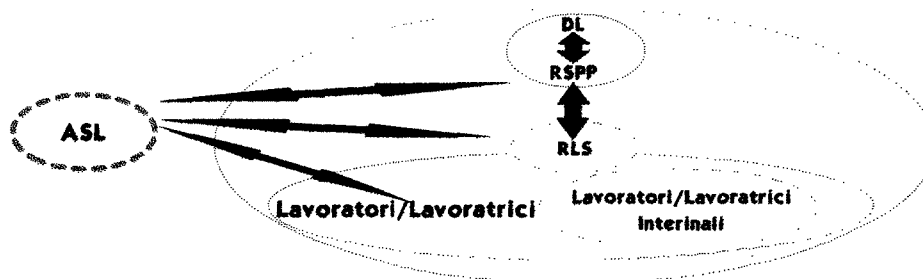 DL
RSPP
ASL
RLS
Lavoratori/Lavoratrici
Lavoratori/Lavoratrici
interinali